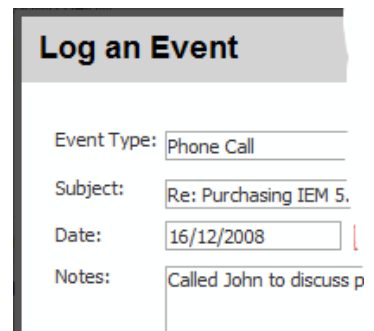 Log an Event
Event Type: Phone Call
Subject: Re: Purchasing IEM 5.
Date: 16/12/2008
Notes: Called John to discuss p